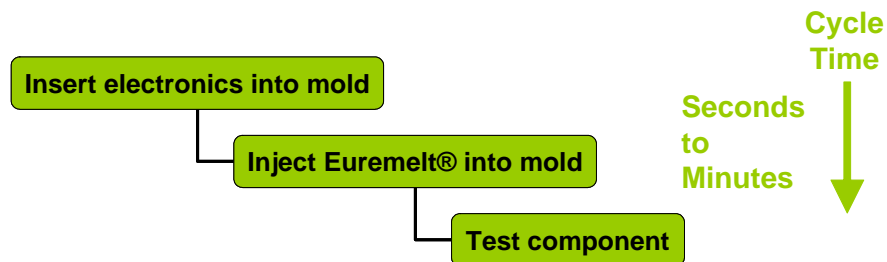 Cycle
Time
Insert electronics into mold
Seconds
to
Minutes
Inject Euremelt® into mold
Test component